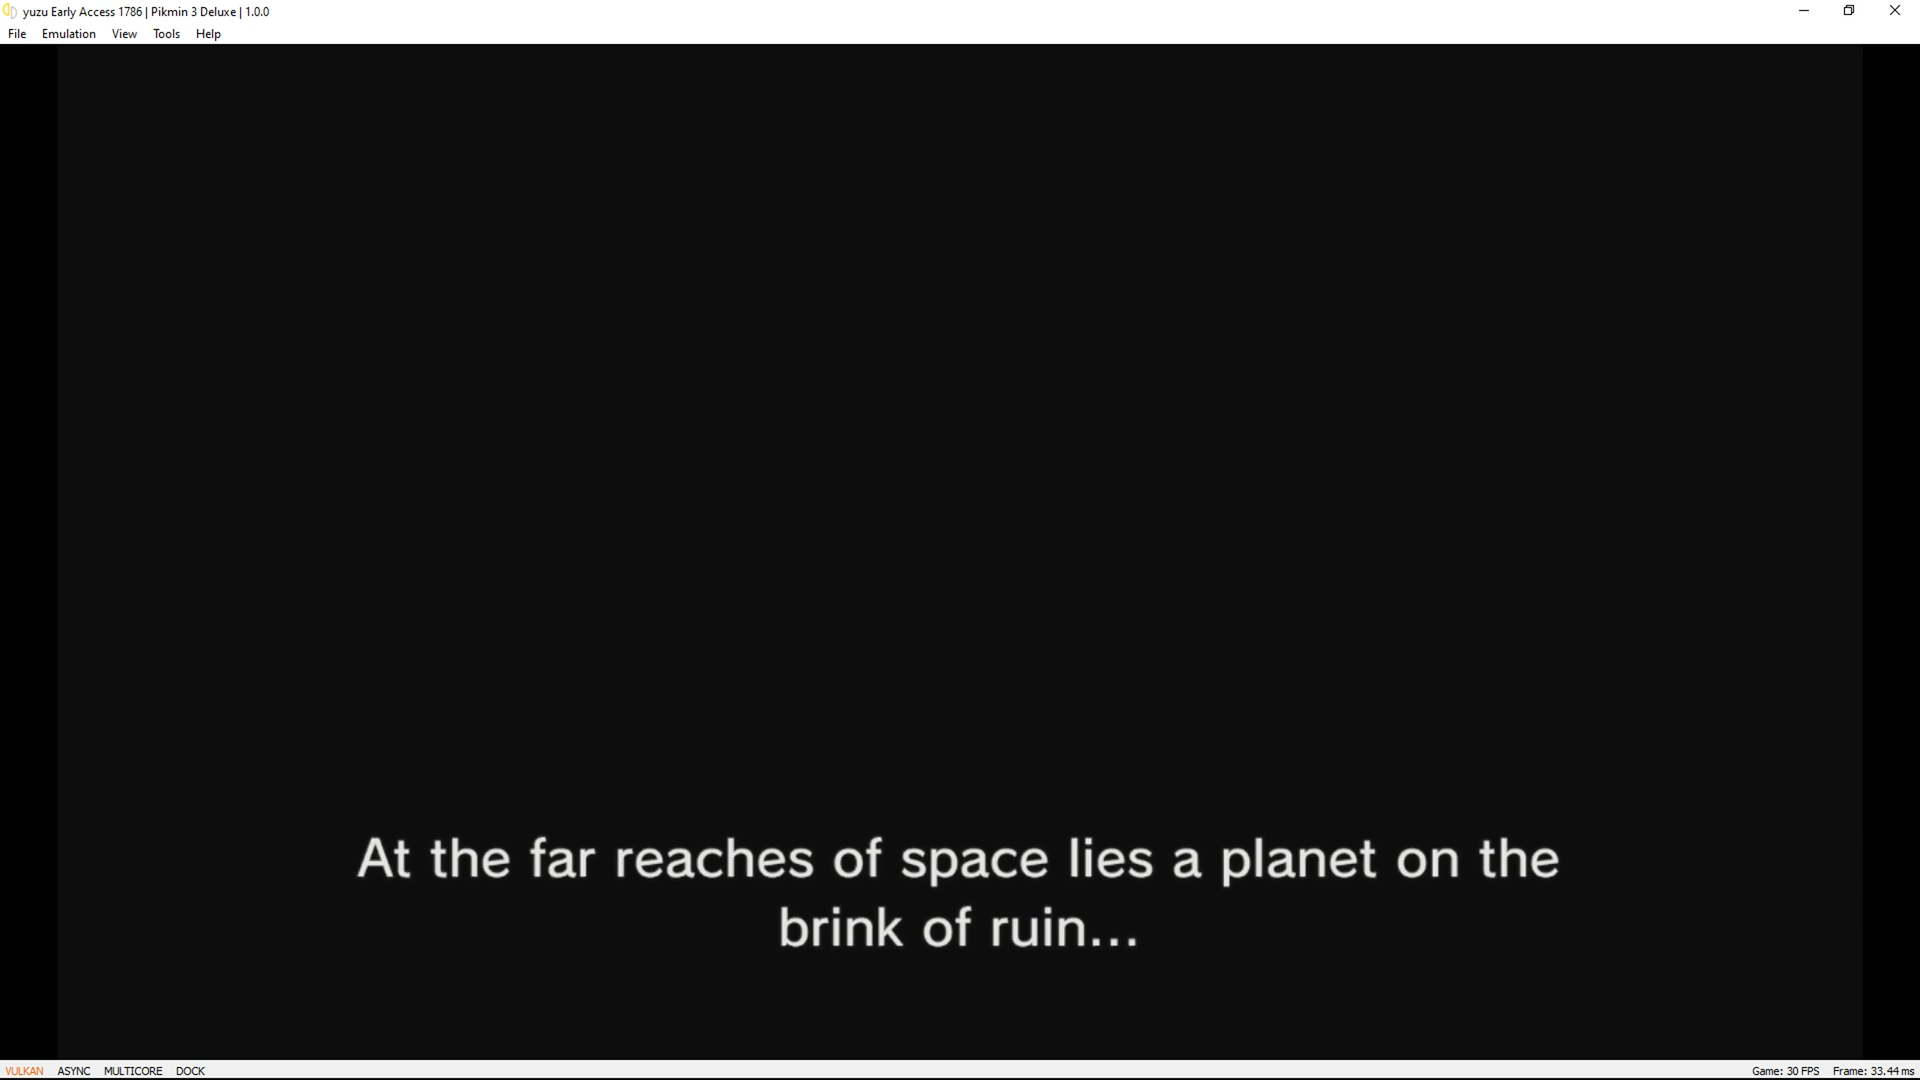 yuzu Early Access 1786 | Pikmin 3 Deluxe | 1.0.0
File Emulation View Tools Help
At the far reaches of space lies a planet on the
brink of ruin...
VULKAN ASYNC MULTICORE DOCK Game: 30 FPS Frame: 33.44 ms